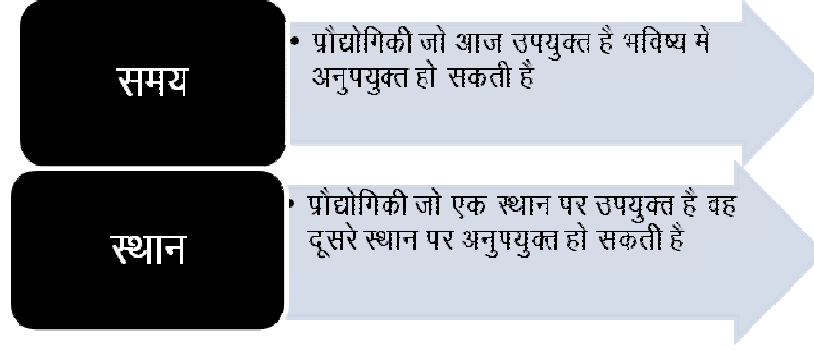 समय
• प्रौद्योगिकी जो आज उपयुक्त है भविष्य में
अनुपयुक्त हो सकती है
स्थान
• प्रौद्योगिकी जो एक स्थान पर उपयुक्त है वह
दूसरे स्थान पर अनुपयुक्त हो सकती है